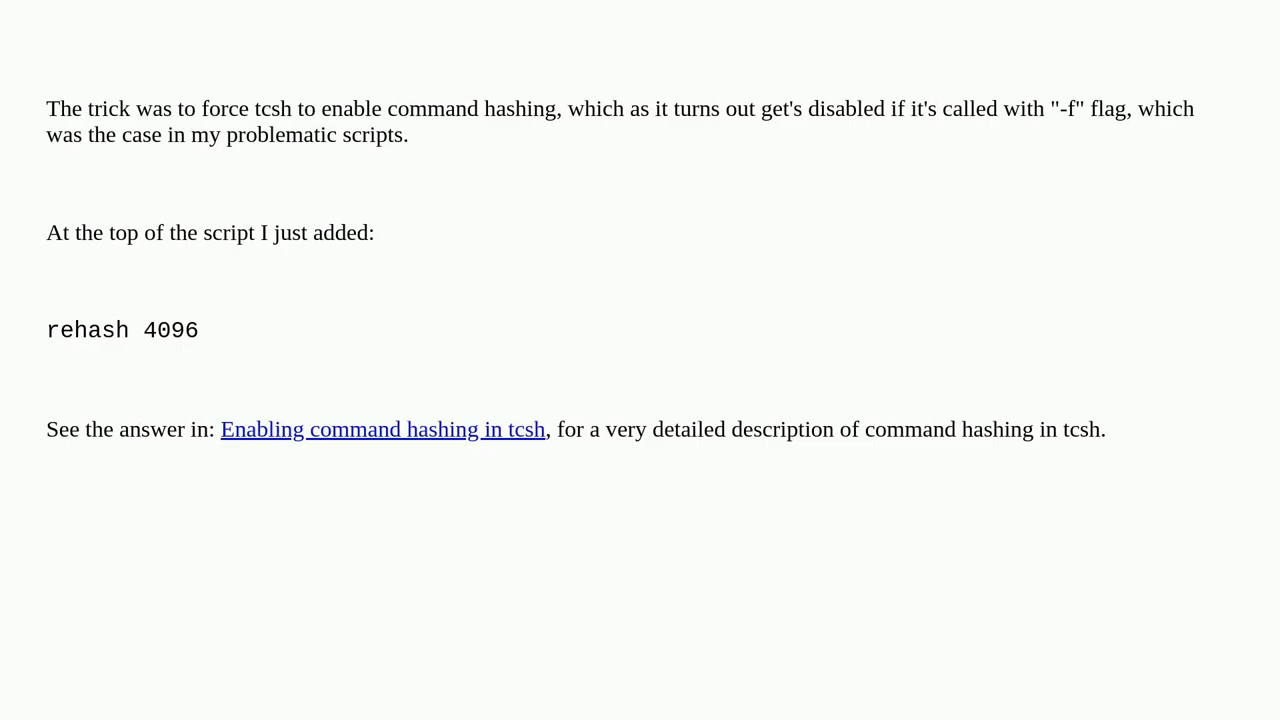 The trick was to force tcsh to enable command hashing, which as it turns out get's disabled if it's called with "-f" flag, which
was the case in my problematic scripts.
At the top of the script I just added:
rehash 4096
See the answer in: Enabling command hashing in tcsh, for a very detailed description of command hashing in tcsh.